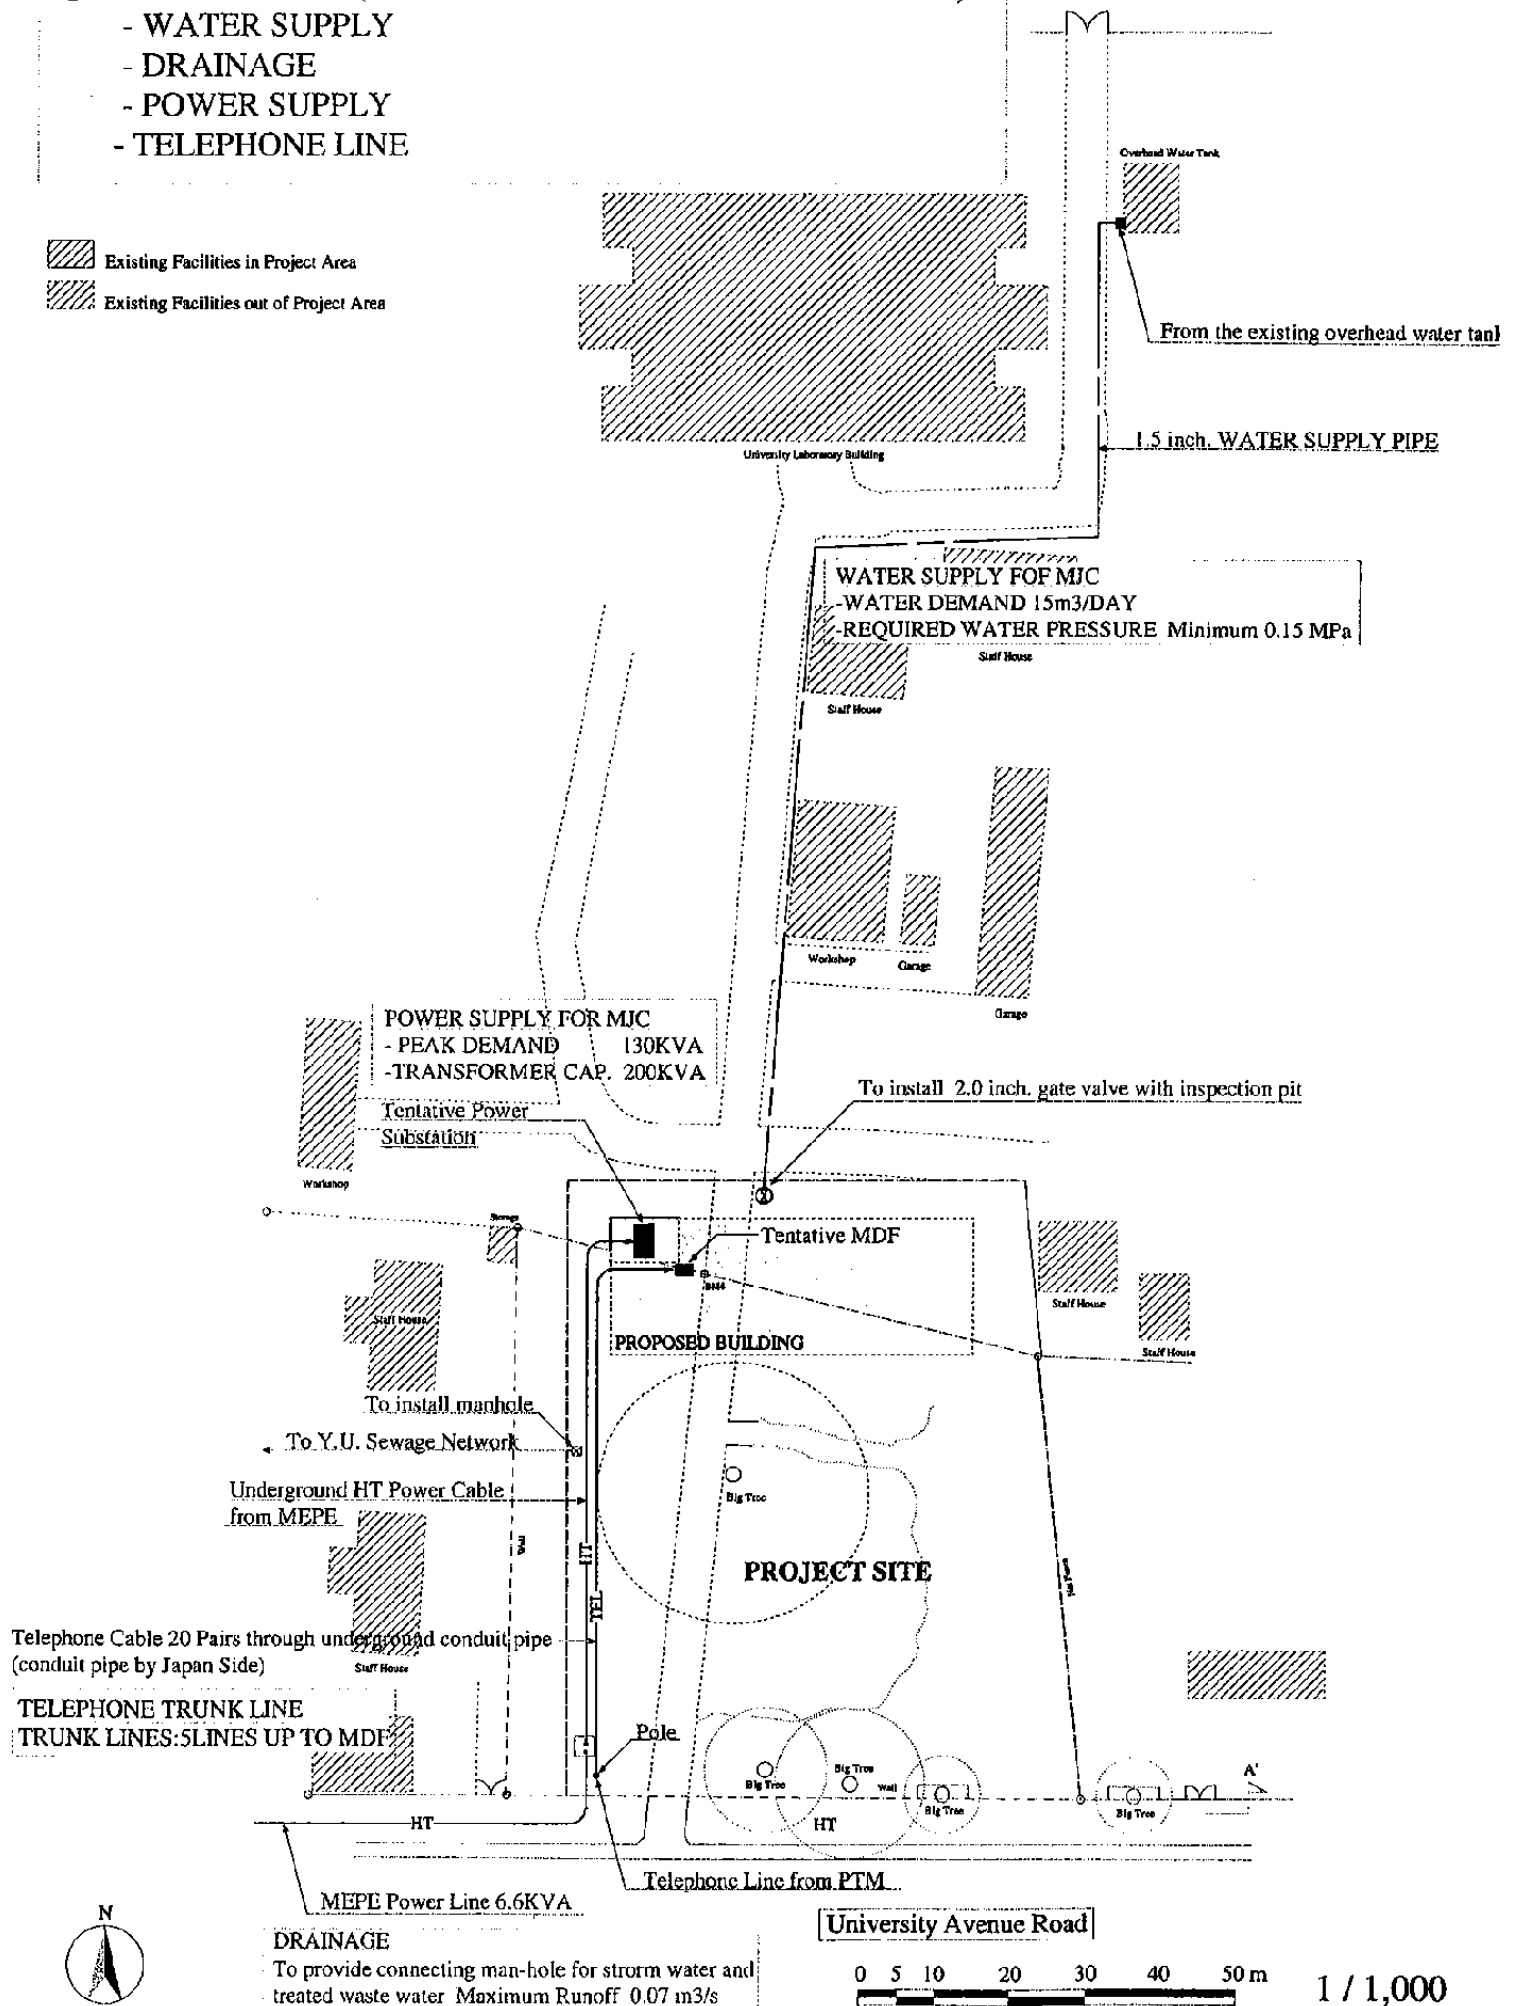 - WATER SUPPLY
- DRAINAGE
- POWER SUPPLY
- TELEPHONE LINE
Overhead Water Tank
Existing Facilities in Project Area
Existing Facilities out of Project Area
From the existing overhead water tank
1.5 inch. WATER SUPPLY PIPE
University Laboratory Building
WATER SUPPLY FOF MJC
-WATER DEMAND 15m3/DAY
-REQUIRED WATER PRESSURE Minimum 0.15 MPa
Staff House
Staff House
Workshop
Garage
Garage
POWER SUPPLY FOR MJC
- PEAK DEMAND 130KVA
-TRANSFORMER CAP. 200KVA
To install 2.0 inch. gate valve with inspection pit
Tentative Power
Substation
Workshop
Storage
Tentative MDF
Staff House
Staff House
Staff House
PROPOSED BUILDING
To install manhole
To Y.U. Sewage Network
Underground HT Power Cable
from MEPE
Big Tree
HT
PROJECT SITE
TEL
Telephone Cable 20 Pairs through underground conduit pipe
(conduit pipe by Japan Side)
Staff House
TELEPHONE TRUNK LINE
TRUNK LINES:5LINES UP TO MDF
Pole
Big Tree
Big Tree
Wall
Big Tree
Big Tree
A'
HT
HT
Telephone Line from PTM
MEPE Power Line 6.6KVA
N
University Avenue Road
DRAINAGE
To provide connecting man-hole for strorm water and
treated waste water Maximum Runoff 0.07 m3/s
0 5 10 20 30 40 50 m
1 / 1,000